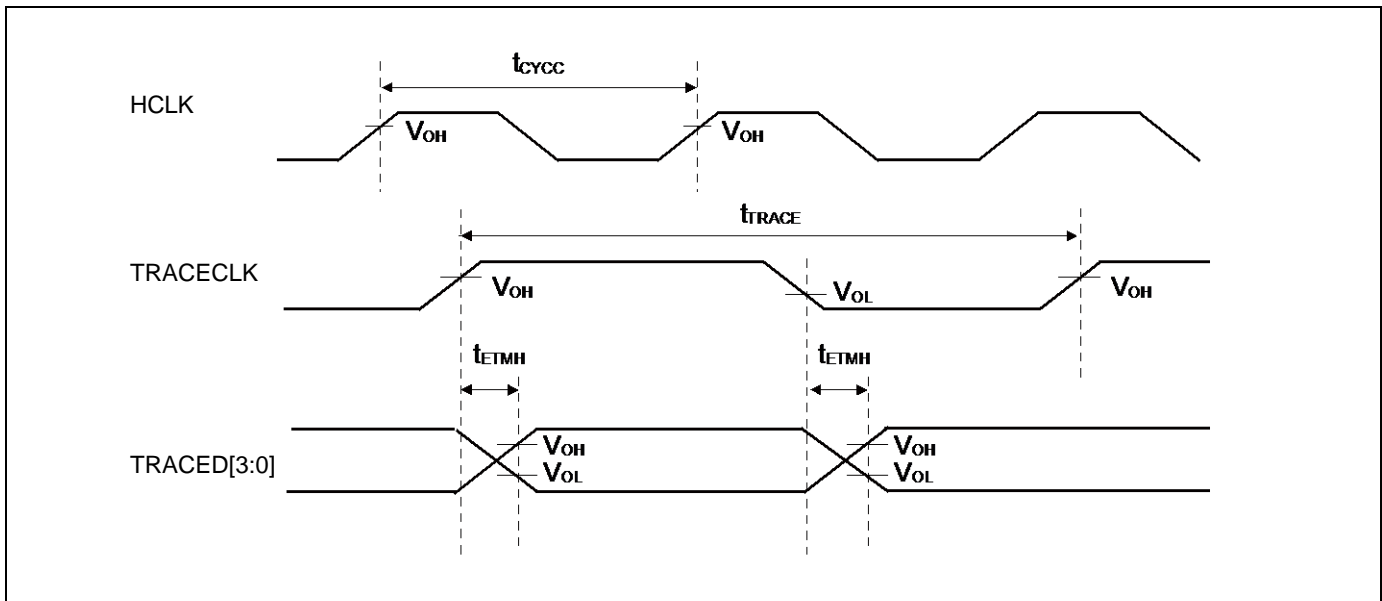 tCYCC
HCLK
VOH VOH
tTRACE
TRACECLK
VOH VOL VOH
tETMH tETMH
VOH VOH
TRACED[3:0]
VOL VOL